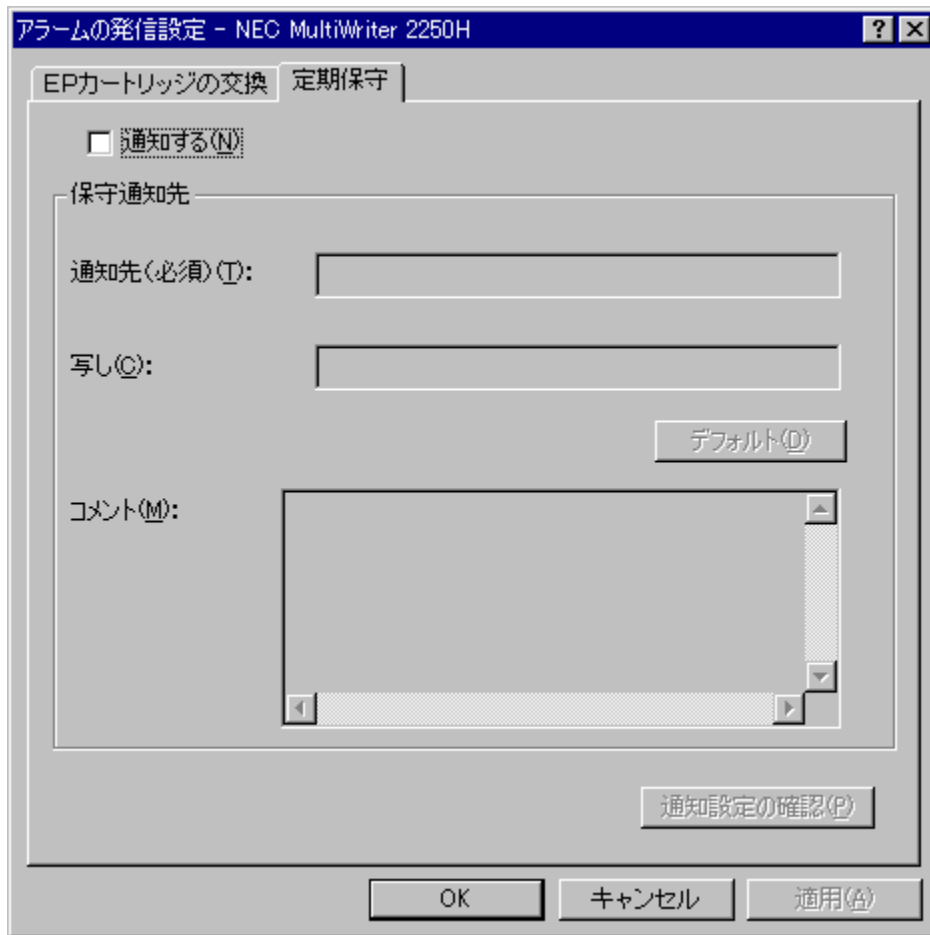 アラームの発信設定 - NEC MultiWriter 2250H
EPカートリッジの交換 定期保守
通知する(N)
保守通知先
通知先(必須)(T):
写し(C):
デフォルト(D)
コメント(M):
通知設定の確認(P)
OK キャンセル 適用(A)